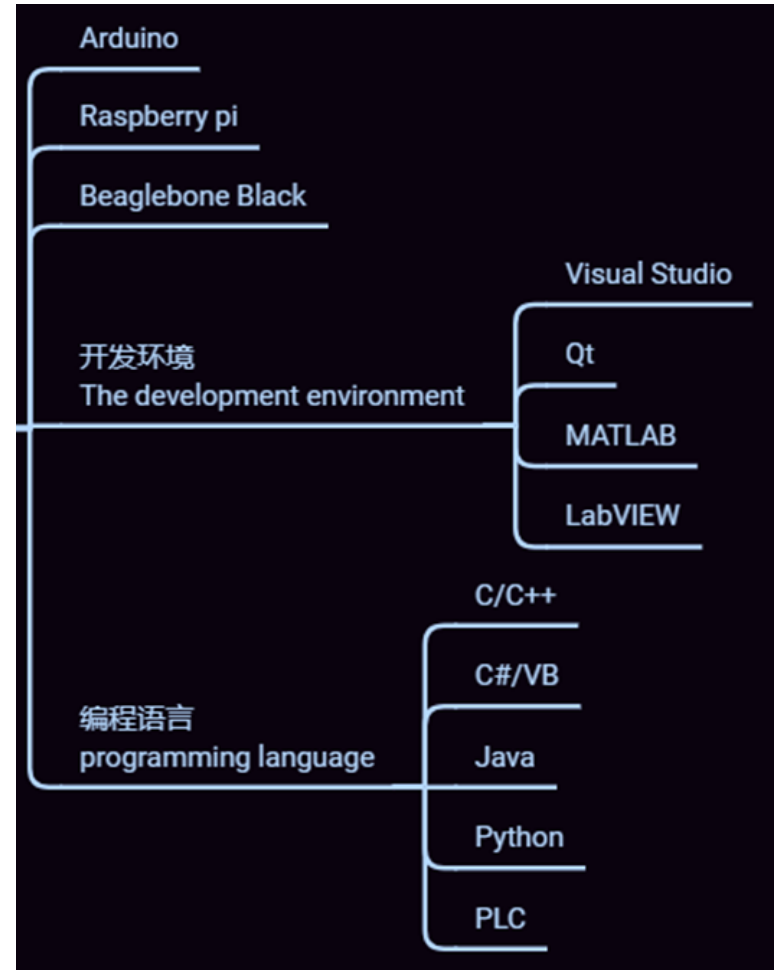 Arduino
Raspberry pi
Beaglebone Black
开发环境
The development environment
Visual Studio
Qt
MATLAB
LabVIEW
编程语言
programming language
C/C++
C#/VB
Java
Python
PLC